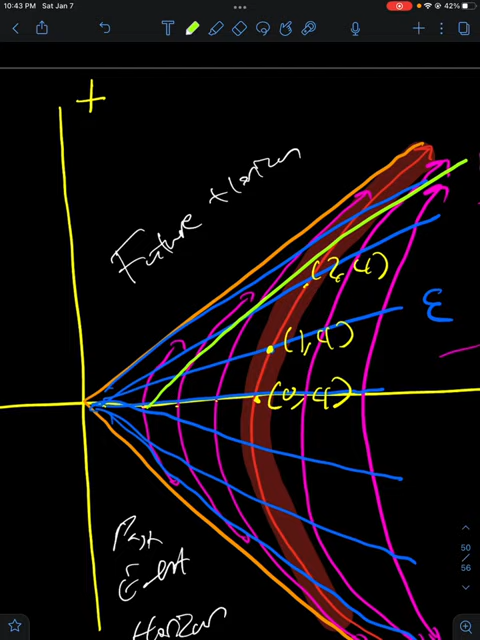 10:43 PM Sat Jan 7
42%
T
t
Future Horizon
(2,4)
ε
(1,4)
(0,4)
Past
Event
Horizon
50
56